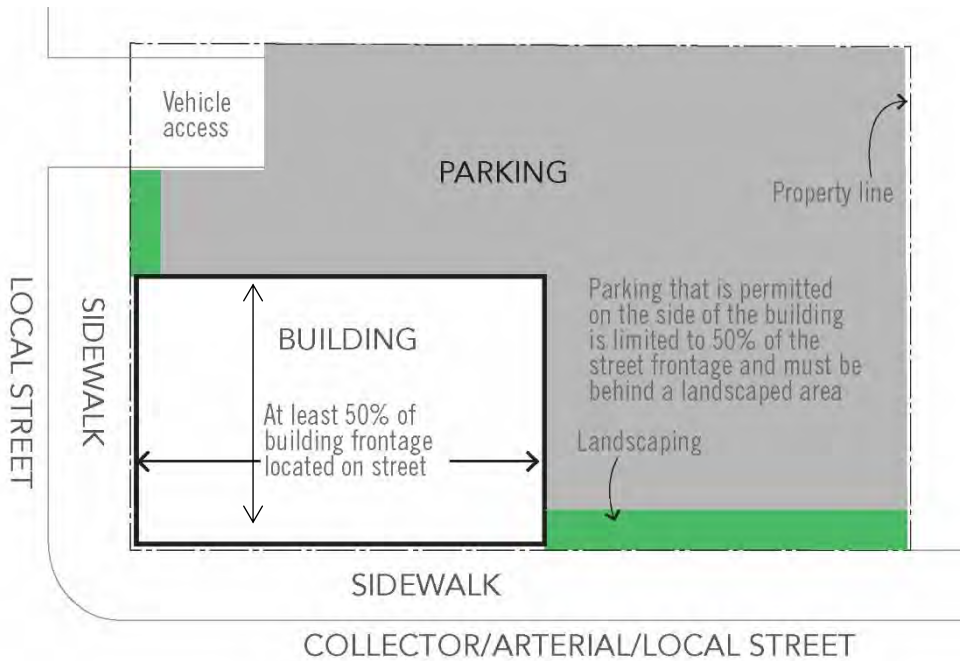 Vehicle
access
PARKING
Property line
LOCAL STREET
SIDEWALK
BUILDING
At least 50% of
building frontage
located on street
Parking that is permitted
on the side of the building
is limited to 50% of the
street frontage and must be
behind a landscaped area
Landscaping
SIDEWALK
COLLECTOR/ARTERIAL/LOCAL STREET